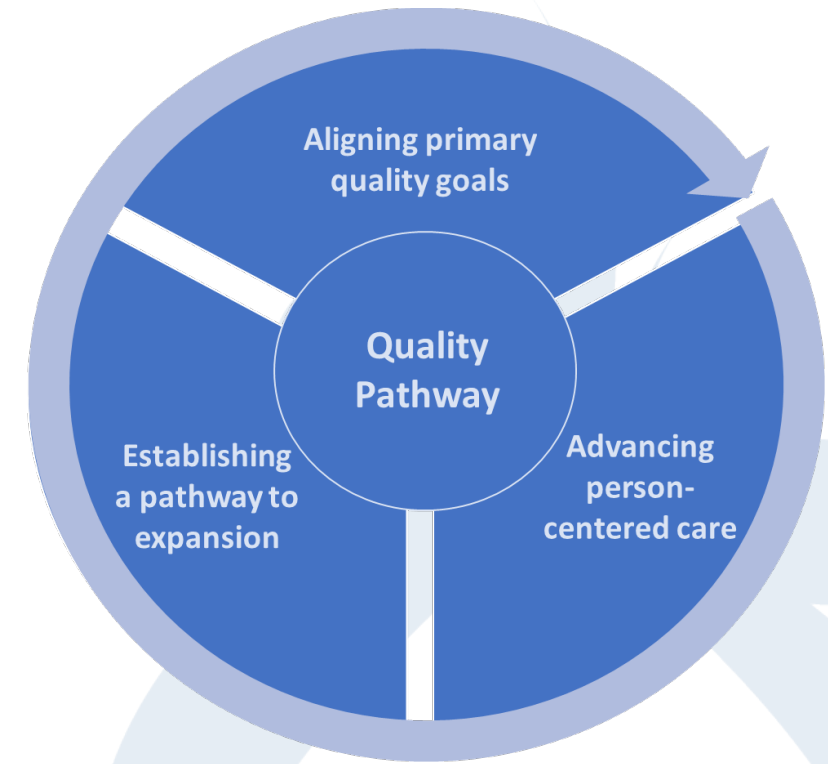 Aligning primary
quality goals
Quality
Pathway
Advancing
person-
centered care
Establishing
a pathway to
expansion